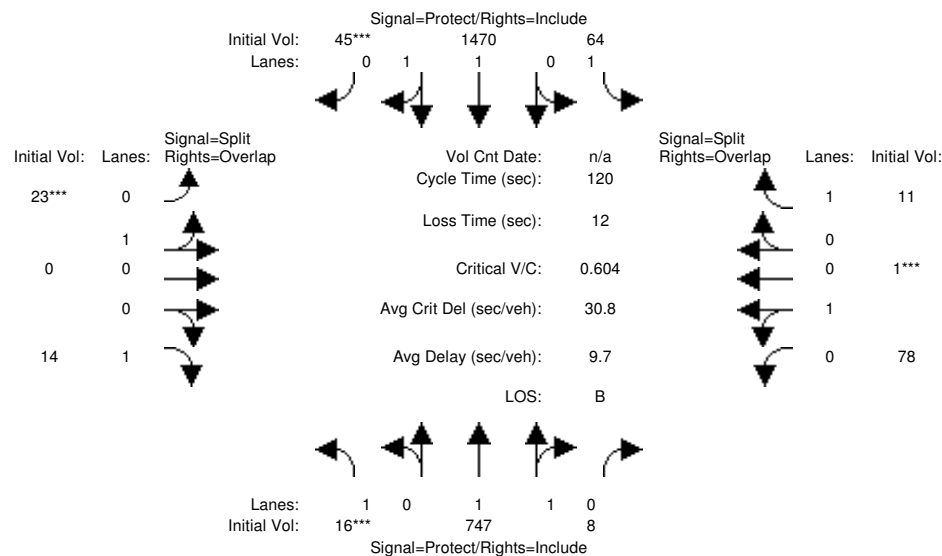 Signal=Protect/Rights=Include
Initial Vol: 45*** 1470 64
Lanes: 0 1 1 0 1
Signal=Split
Rights=Overlap
Initial Vol: Lanes:
Vol Cnt Date: n/a
Signal=Split
Rights=Overlap
Lanes: Initial Vol:
Cycle Time (sec): 120
23*** 0
1 11
Loss Time (sec): 12
1
0
0 0
Critical V/C: 0.604
0 1***
0
Avg Crit Del (sec/veh): 30.8
1
14 1
Avg Delay (sec/veh): 9.7
0 78
LOS: B
Lanes: 1 0 1 1 0
Initial Vol: 16*** 747 8
Signal=Protect/Rights=Include